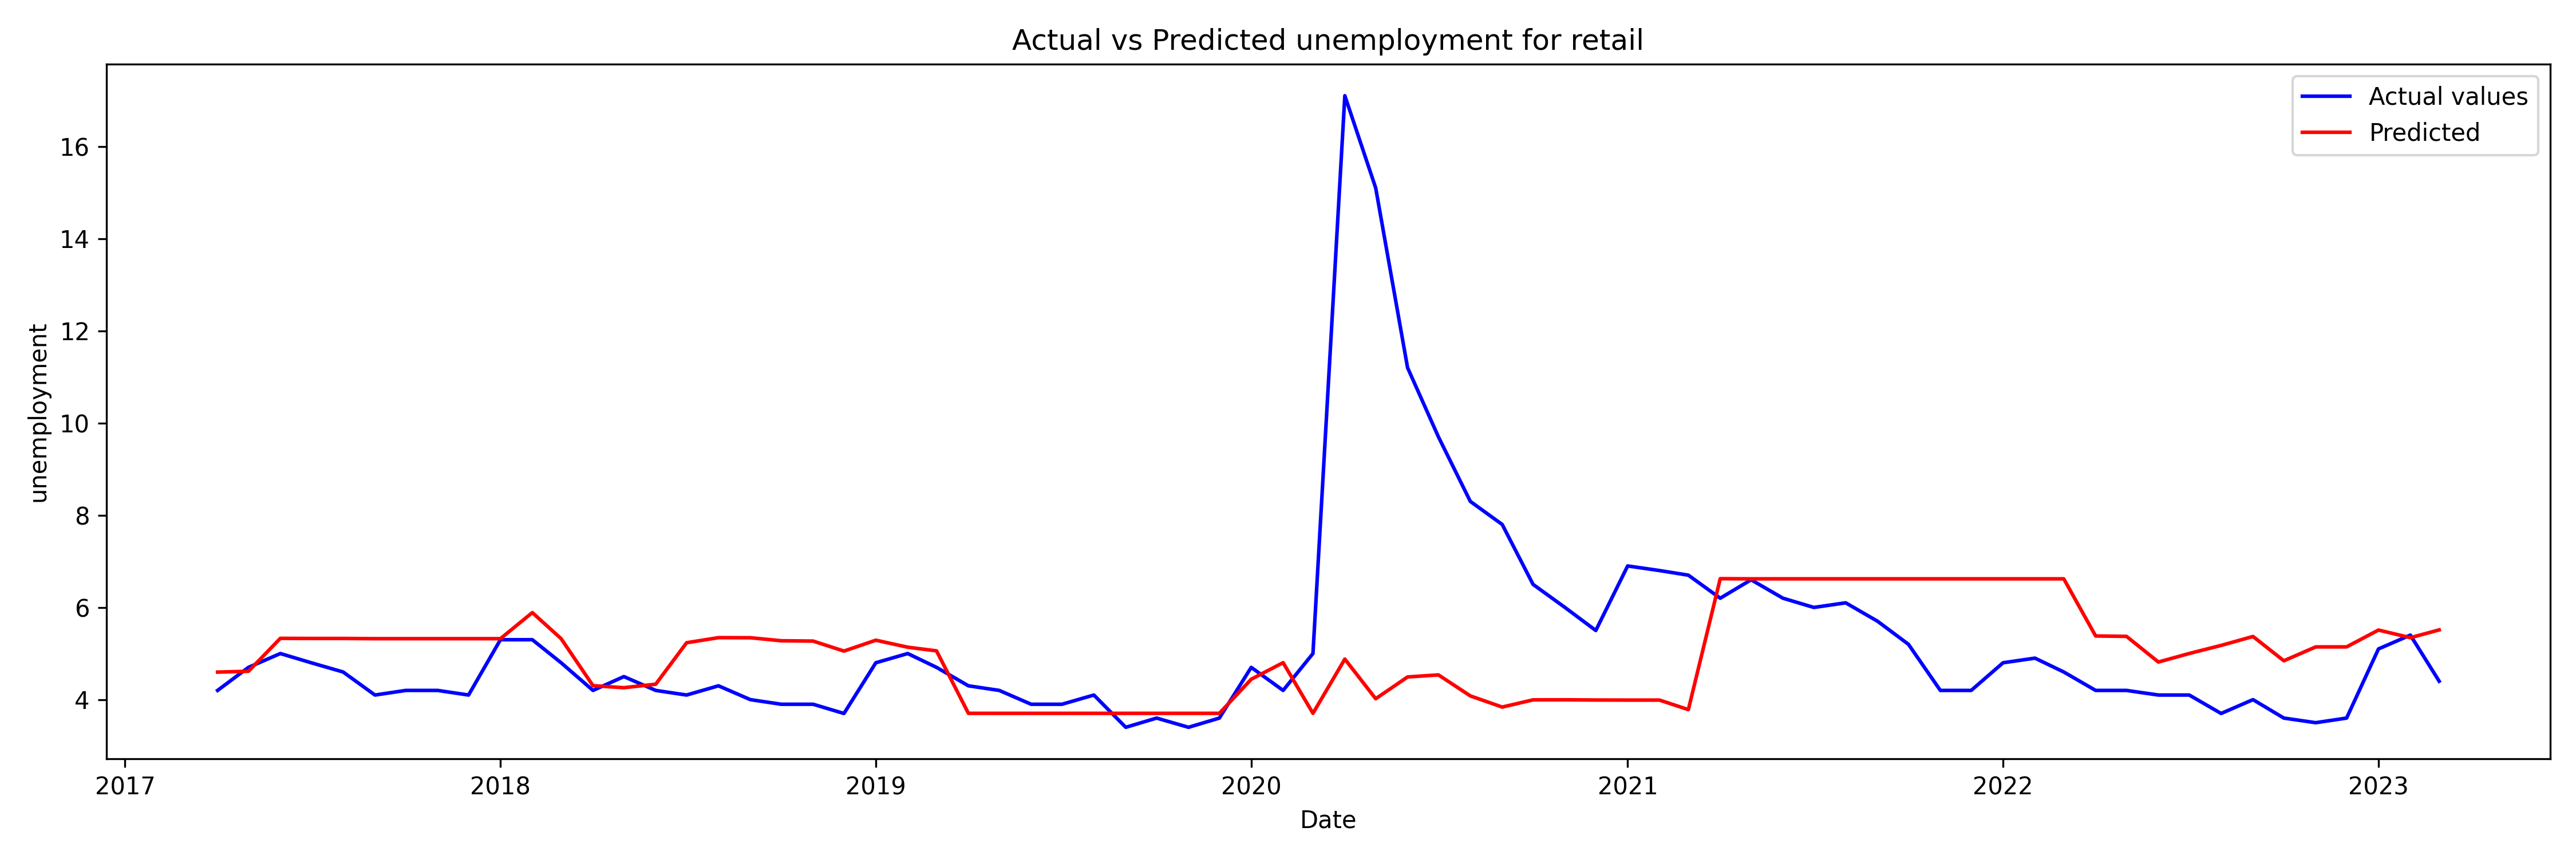 Actual vs Predicted unemployment for retail
Actual values
Predicted
unemployment
16
14
12
10
8
6
4
2017 2018 2019 2020 2021 2022 2023
Date